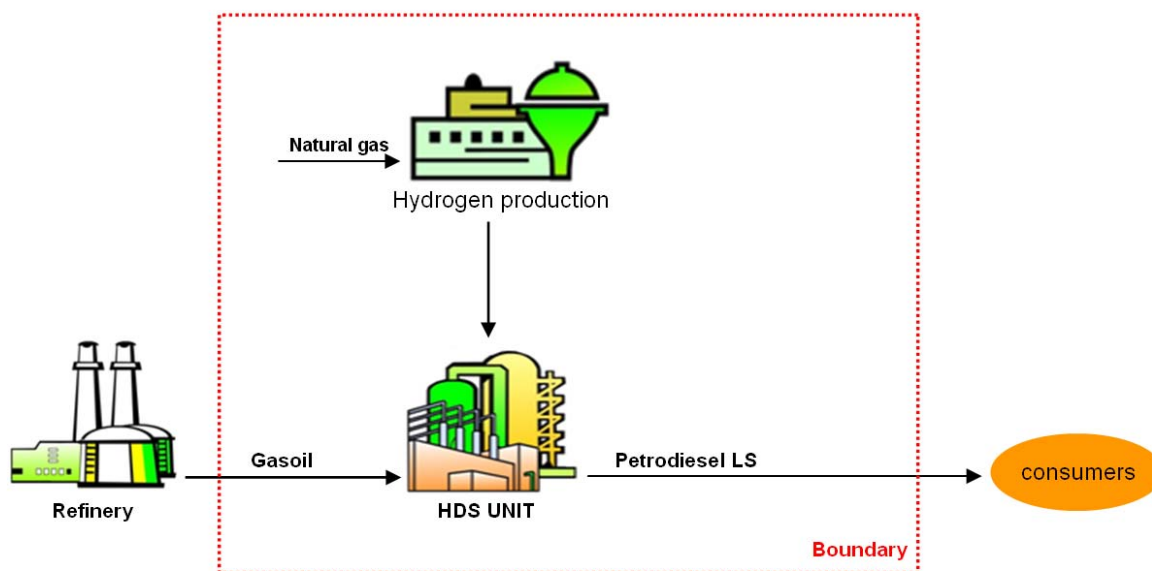 Natural gas
Hydrogen production
Gasoil
Petrodiesel LS
consumers
Refinery
HDS UNIT
Boundary